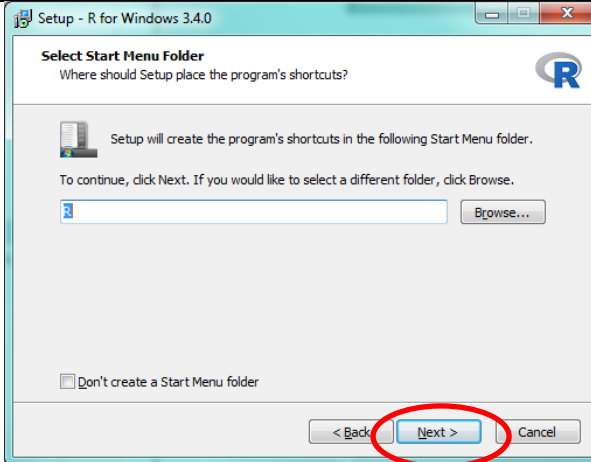 Setup - R for Windows 3.4.0
Select Start Menu Folder
Where should Setup place the program's shortcuts?
R
Setup will create the program's shortcuts in the following Start Menu folder.
To continue, click Next. If you would like to select a different folder, click Browse.
R
Browse...
Don't create a Start Menu folder
< Back
Next >
Cancel